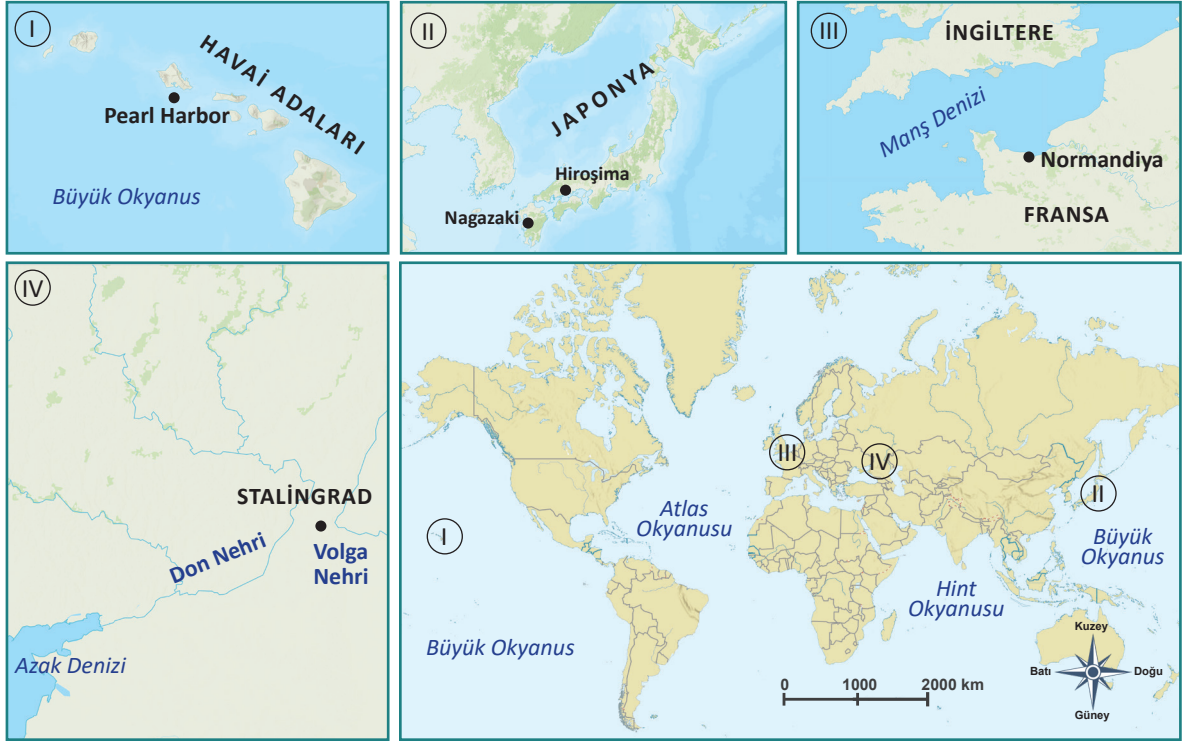 I
HAVAİ ADALARI
Pearl Harbor
Büyük Okyanus
II
JAPONYA
Hiroşima
Nagazaki
III
İNGİLTERE
Manş Denizi
Normandiya
FRANSA
IV
STALİNGRAD
Don Nehri
Volga
Nehri
Azak Denizi
III
IV
II
I
Atlas
Okyanusu
Büyük
Okyanus
Hint
Okyanusu
Büyük Okyanus
Kuzey
Batı
Doğu
Güney
0 1000 2000 km